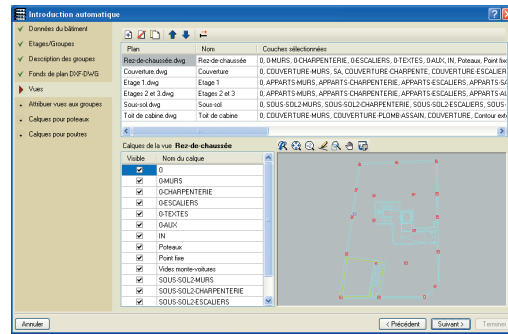 Introduction automatique
Données du bâtiment
Etages/Groupes
Description des groupes
Fonds de plan DXF-DWG
Vues
Attribuer vues aux groupes
Calques pour poteaux
Calques pour poutres
Plan Nom Couches sélectionnées
Rez-de-chaussée.dwg Rez-de-chaussée 0, 0-MURS, 0-CHARPENTERIE, 0-ESCALIERS, 0-TEXTES, 0-AUX, IN, Poteaux, Point fixe
Couverture.dwg Couverture 0, COUVERTURE-MURS, SA, COUVERTURE-CHARPENTE, COUVERTURE-ESCALIER
Etage 1.dwg Etage 1 0, APPARTS-MURS, APPARTS-CHARPENTERIE, APPARTS-ESCALIERS, APPARTS-SA
Etages 2 et 3.dwg Etages 2 et 3 0, APPARTS-MURS, APPARTS-CHARPENTERIE, APPARTS-ESCALIERS, APPARTS-AU
Sous-sol.dwg Sous-sol 0, SOUS-SOL2-MURS, SOUS-SOL2-CHARPENTERIE, SOUS-SOL2-ESCALIERS, SOUS-
Toit de cabine.dwg Toit de cabine 0, COUVERTURE-MURS, COUVERTURE-PLOMB-ASSAIN, COUVERTURE, Contour ext
Calques de la vue Rez-de-chaussée
Visible Nom du calque
0
0-MURS
0-CHARPENTERIE
0-ESCALIERS
0-TEXTES
0-AUX
IN
Poteaux
Point fixe
Vides monte-voitures
SOUS-SOL2-MURS
SOUS-SOL2-CHARPENTERIE
SOUS-SOL2-ESCALIERS
Annuler < Précédent Suivant > Terminer